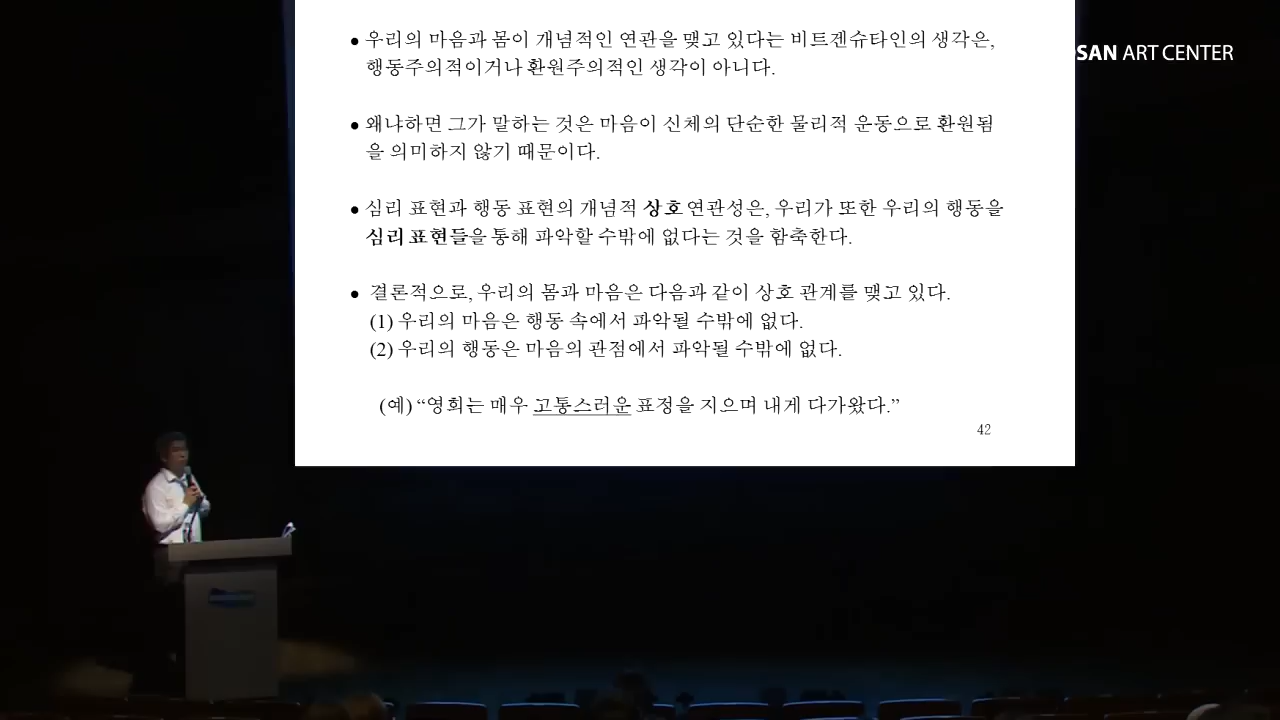 • 우리의 마음과 몸이 개념적인 연관을 맺고 있다는 비트겐슈타인의 생각은,
행동주의적이거나 환원주의적인 생각이 아니다.
• 왜냐하면 그가 말하는 것은 마음이 신체의 단순한 물리적 운동으로 환원됨
을 의미하지 않기 때문이다.
• 심리 표현과 행동 표현의 개념적 상호 연관성은, 우리가 또한 우리의 행동을
심리 표현들을 통해 파악할 수밖에 없다는 것을 함축한다.
• 결론적으로, 우리의 몸과 마음은 다음과 같이 상호 관계를 맺고 있다.
(1) 우리의 마음은 행동 속에서 파악될 수밖에 없다.
(2) 우리의 행동은 마음의 관점에서 파악될 수밖에 없다.
(예) “영희는 매우 고통스러운 표정을 지으며 내게 다가왔다.”
42
SAN ART CENTER